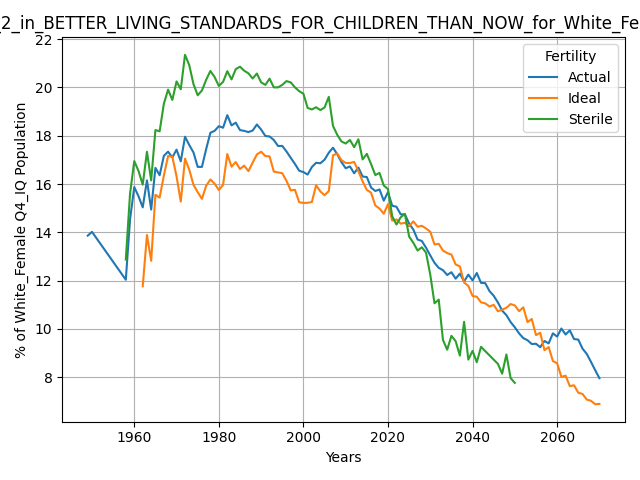 _2_in_BETTER_LIVING_STANDARDS_FOR_CHILDREN_THAN_NOW_for_White_Fe
22
20
18
16
14
12
10
8
% of White_Female Q4_IQ Population
Fertility
Actual
Ideal
Sterile
1960 1980 2000 2020 2040 2060
Years